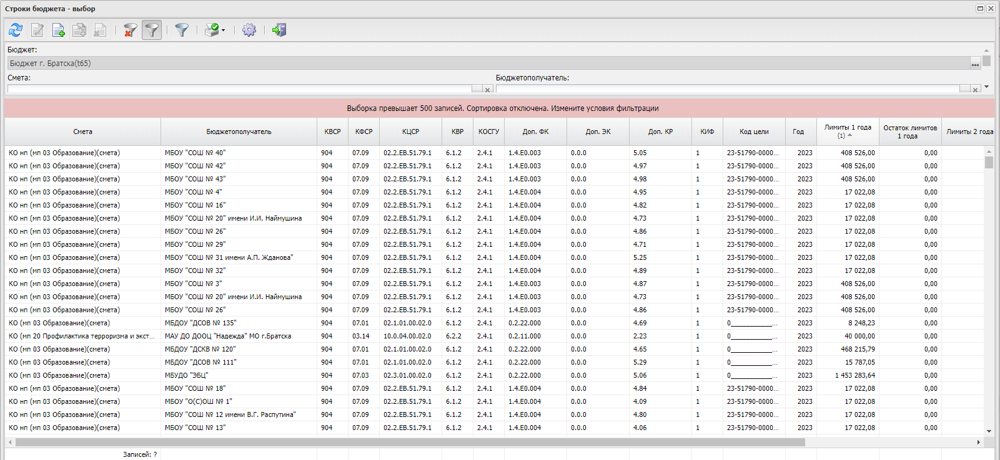 Строки бюджета - выбор
Бюджет:
Бюджет г. Братска(t65)
...
Смета:	Бюджетополучатель:
Выборка превышает 500 записей. Сортировка отключена. Измените условия фильтрации
Смета	Бюджетополучатель	КВСР	КФСР	КЦСР	КВР	КОСГУ	Доп. ФК	Доп. ЭК	Доп. КР	КИФ	Код цели	Год	Лимиты 1 года (1)	Остаток лимитов 1 года	Лимиты 2 года
КО нп (мп 03 Образование)(смета)	МБОУ "СОШ № 40"	904	07.09	02.2.ЕВ.51.79.1	6.1.2	2.4.1	1.4.Е0.003	0.0.0	5.05	1	23-51790-0000...	2023	408 526,00	0,00
КО нп (мп 03 Образование)(смета)	МБОУ "СОШ № 42"	904	07.09	02.2.ЕВ.51.79.1	6.1.2	2.4.1	1.4.Е0.003	0.0.0	4.97	1	23-51790-0000...	2023	408 526,00	0,00
КО нп (мп 03 Образование)(смета)	МБОУ "СОШ № 43"	904	07.09	02.2.ЕВ.51.79.1	6.1.2	2.4.1	1.4.Е0.003	0.0.0	4.98	1	23-51790-0000...	2023	408 526,00	0,00
КО нп (мп 03 Образование)(смета)	МБОУ "СОШ № 4"	904	07.09	02.2.ЕВ.51.79.1	6.1.2	2.4.1	1.4.Е0.004	0.0.0	4.95	1	23-51790-0000...	2023	17 022,08	0,00
КО нп (мп 03 Образование)(смета)	МБОУ "СОШ № 16"	904	07.09	02.2.ЕВ.51.79.1	6.1.2	2.4.1	1.4.Е0.004	0.0.0	4.82	1	23-51790-0000...	2023	17 022,08	0,00
КО нп (мп 03 Образование)(смета)	МБОУ "СОШ № 20" имени И.И. Наймушина	904	07.09	02.2.ЕВ.51.79.1	6.1.2	2.4.1	1.4.Е0.004	0.0.0	4.73	1	23-51790-0000...	2023	17 022,08	0,00
КО нп (мп 03 Образование)(смета)	МБОУ "СОШ № 26"	904	07.09	02.2.ЕВ.51.79.1	6.1.2	2.4.1	1.4.Е0.004	0.0.0	4.86	1	23-51790-0000...	2023	17 022,08	0,00
КО нп (мп 03 Образование)(смета)	МБОУ "СОШ № 29"	904	07.09	02.2.ЕВ.51.79.1	6.1.2	2.4.1	1.4.Е0.004	0.0.0	4.71	1	23-51790-0000...	2023	17 022,08	0,00
КО нп (мп 03 Образование)(смета)	МБОУ "СОШ № 31 имени А.П. Жданова"	904	07.09	02.2.ЕВ.51.79.1	6.1.2	2.4.1	1.4.Е0.004	0.0.0	5.25	1	23-51790-0000...	2023	17 022,08	0,00
КО нп (мп 03 Образование)(смета)	МБОУ "СОШ № 32"	904	07.09	02.2.ЕВ.51.79.1	6.1.2	2.4.1	1.4.Е0.004	0.0.0	4.89	1	23-51790-0000...	2023	17 022,08	0,00
КО нп (мп 03 Образование)(смета)	МБОУ "СОШ № 3"	904	07.09	02.2.ЕВ.51.79.1	6.1.2	2.4.1	1.4.Е0.004	0.0.0	4.87	1	23-51790-0000...	2023	408 526,00	0,00
КО нп (мп 03 Образование)(смета)	МБОУ "СОШ № 20" имени И.И. Наймушина	904	07.09	02.2.ЕВ.51.79.1	6.1.2	2.4.1	1.4.Е0.004	0.0.0	4.73	1	23-51790-0000...	2023	408 526,00	0,00
КО нп (мп 03 Образование)(смета)	МБОУ "СОШ № 26"	904	07.09	02.2.ЕВ.51.79.1	6.1.2	2.4.1	1.4.Е0.004	0.0.0	4.86	1	23-51790-0000...	2023	408 526,00	0,00
КО (мп 03 Образование)(смета)	МБДОУ "ДСОВ № 135"	904	07.01	02.1.01.00.02.0	6.1.2	2.4.1	0.2.22.000	0.0.0	4.69	1	0____________...	2023	8 248,23	0,00
КО (мп 20 Профилактика терроризма и экст...	МАУ ДО ДООЦ "Надежда" МО г.Братска	904	03.14	10.0.04.00.02.0	6.2.2	2.4.1	0.2.11.000	0.0.0	2.23	1	0____________...	2023	40 000,00	0,00
КО (мп 03 Образование)(смета)	МБДОУ "ДСКВ № 120"	904	07.01	02.1.01.00.02.0	6.1.2	2.4.1	0.2.22.000	0.0.0	4.65	1	0____________...	2023	468 215,79	0,00
КО (мп 03 Образование)(смета)	МБДОУ "ДСОВ № 111"	904	07.01	02.1.01.00.02.0	6.1.2	2.4.1	0.2.22.000	0.0.0	5.29	1	0____________...	2023	15 787,05	0,00
КО (мп 03 Образование)(смета)	МБУДО "ЭБЦ"	904	07.03	02.3.01.00.02.0	6.1.2	2.4.1	0.2.22.000	0.0.0	5.06	1	0____________...	2023	1 453 283,64	0,00
КО нп (мп 03 Образование)(смета)	МБОУ "СОШ № 18"	904	07.09	02.2.ЕВ.51.79.1	6.1.2	2.4.1	1.4.Е0.004	0.0.0	4.84	1	23-51790-0000...	2023	17 022,08	0,00
КО нп (мп 03 Образование)(смета)	МБОУ "О(С)ОШ № 1"	904	07.09	02.2.ЕВ.51.79.1	6.1.2	2.4.1	1.4.Е0.004	0.0.0	4.09	1	23-51790-0000...	2023	17 022,08	0,00
КО нп (мп 03 Образование)(смета)	МБОУ "СОШ № 12 имени В.Г. Распутина"	904	07.09	02.2.ЕВ.51.79.1	6.1.2	2.4.1	1.4.Е0.004	0.0.0	4.80	1	23-51790-0000...	2023	17 022,08	0,00
КО нп (мп 03 Образование)(смета)	МБОУ "СОШ № 13"	904	07.09	02.2.ЕВ.51.79.1	6.1.2	2.4.1	1.4.Е0.004	0.0.0	4.06	1	23-51790-0000...	2023	17 022,08	0,00
Записей: ?